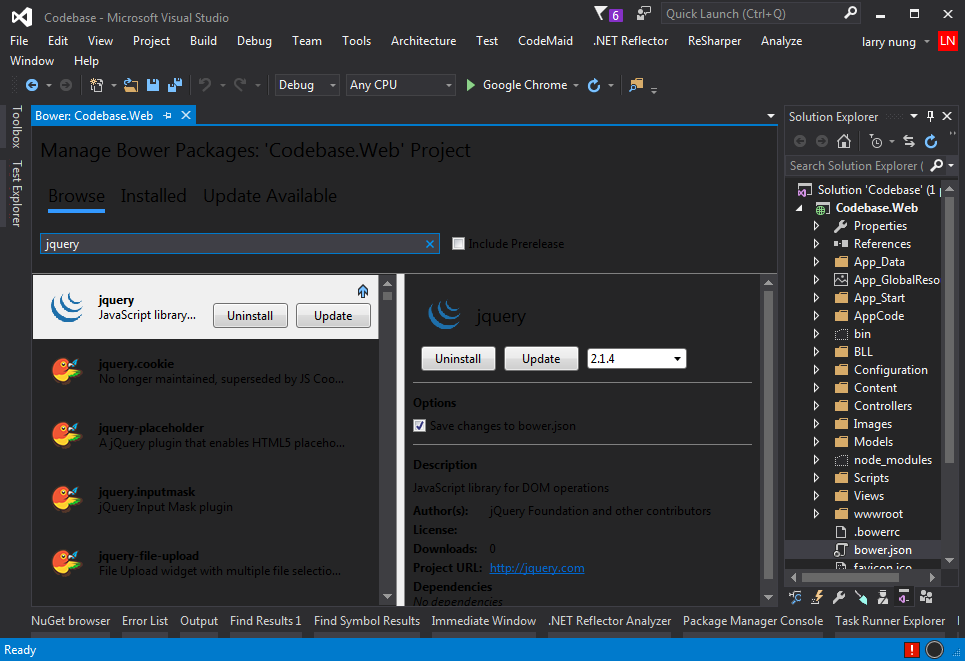 Codebase - Microsoft Visual Studio
6
Quick Launch (Ctrl+Q)
File Edit View Project Build Debug Team Tools Architecture Test CodeMaid .NET Reflector ReSharper Analyze
larry nung LN
Window Help
Debug Any CPU Google Chrome
Toolbox
Test Explorer
Bower: Codebase.Web
Manage Bower Packages: 'Codebase.Web' Project
Browse Installed Update Available
jquery
Include Prerelease
jquery
JavaScript library...
Uninstall Update
jquery.cookie
No longer maintained, superseded by JS Coo...
jquery-placeholder
A jQuery plugin that enables HTML5 placeho...
jquery.inputmask
jQuery Input Mask plugin
jquery-file-upload
File Upload widget with multiple file selectio...
jquery
Uninstall Update 2.1.4
Options
Save changes to bower.json
Description
JavaScript library for DOM operations
Author(s): jQuery Foundation and other contributors
License:
Downloads: 0
Project URL: http://jquery.com
Dependencies
No dependencies
Solution Explorer
Search Solution Explorer (
Solution 'Codebase' (1 p
Codebase.Web
Properties
References
App_Data
App_GlobalReso
App_Start
AppCode
bin
BLL
Configuration
Content
Controllers
Images
Models
node_modules
Scripts
Views
wwwroot
.bowerrc
bower.json
favicon.ico
NuGet browser Error List Output Find Results 1 Find Symbol Results Immediate Window .NET Reflector Analyzer Package Manager Console Task Runner Explorer
Ready